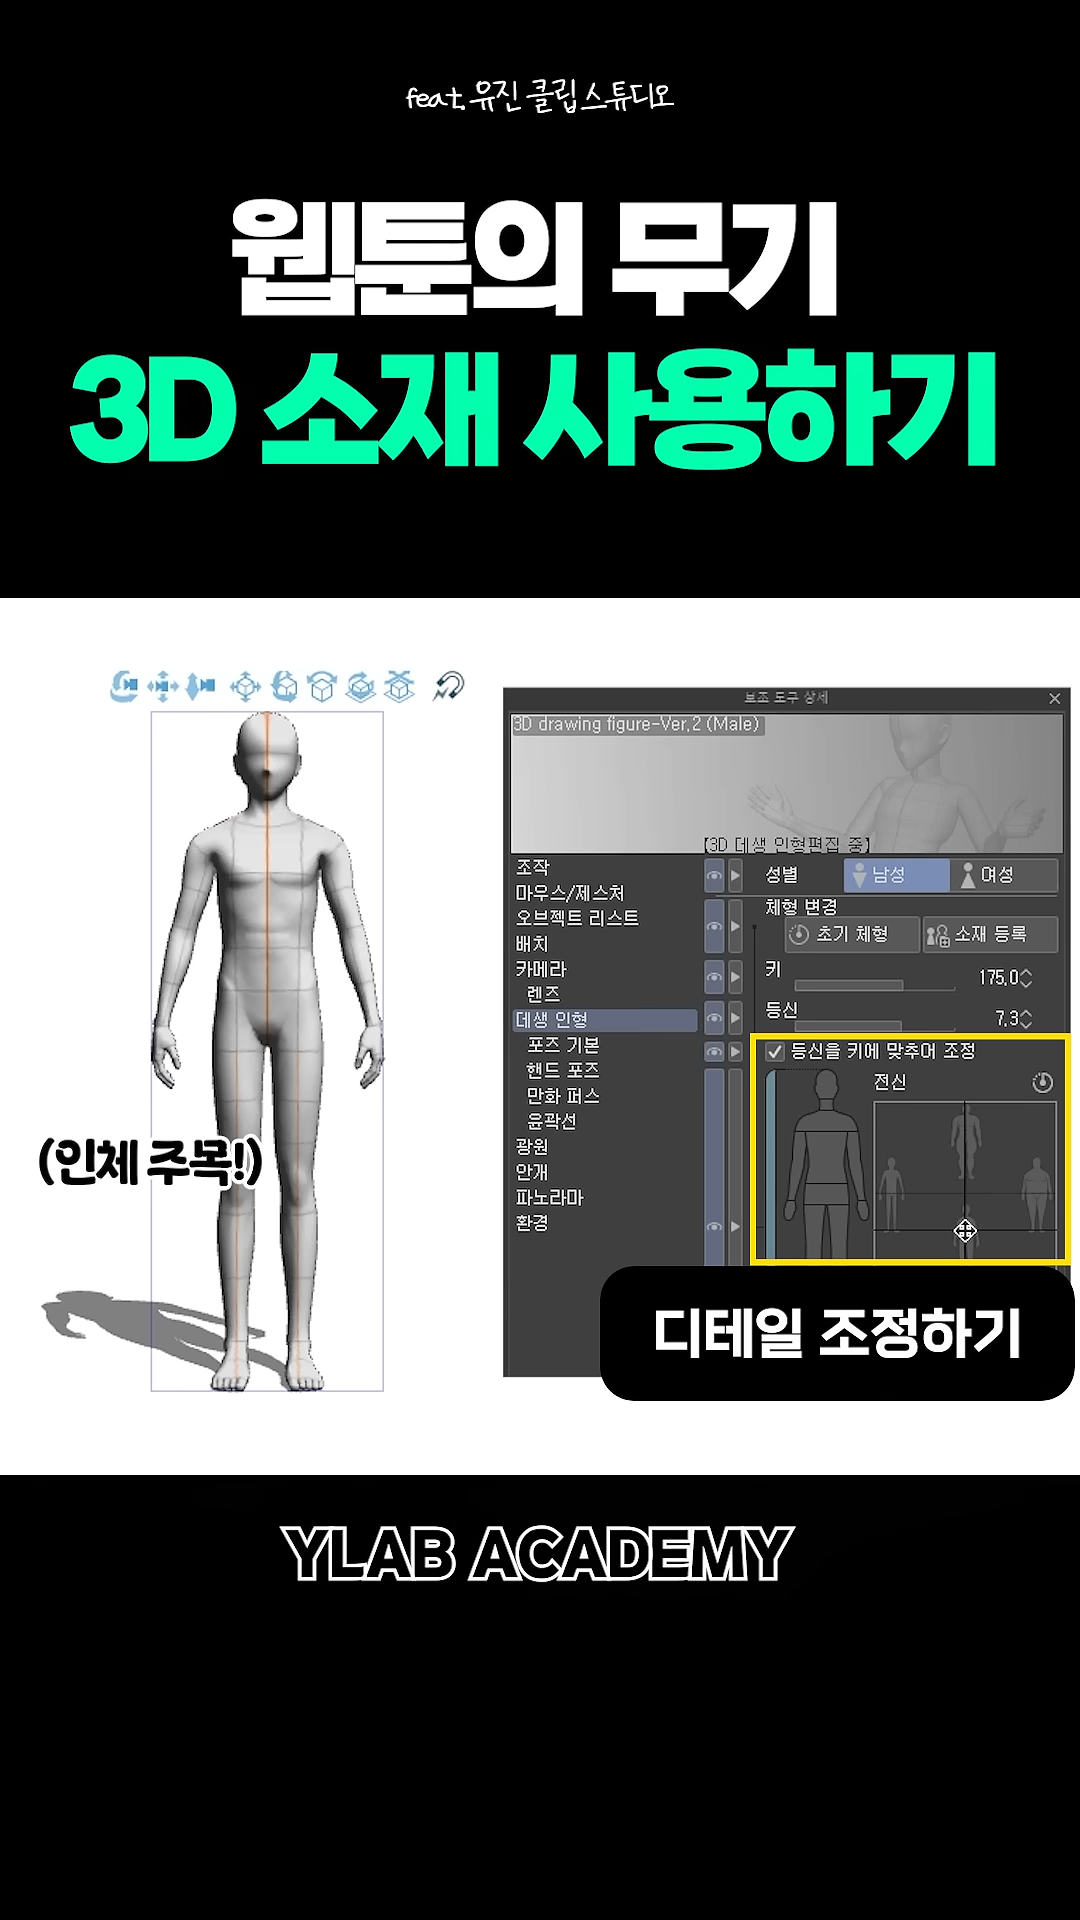 feat. 유진 클립스튜디오
웹툰의 무기
3D 소재 사용하기
보조 도구 상세
3D drawing figure-Ver.2 (Male)
【3D 데생 인형편집 중】
조작
마우스/제스처
오브젝트 리스트
배치
카메라
렌즈
데생 인형
포즈 기본
핸드 포즈
만화 퍼스
윤곽선
광원
안개
파노라마
환경
성별
남성
여성
체형 변경
초기 체형
소재 등록
키
175.0
등신
7.3
등신을 키에 맞추어 조정
전신
(인체 주목!)
디테일 조정하기
YLAB ACADEMY